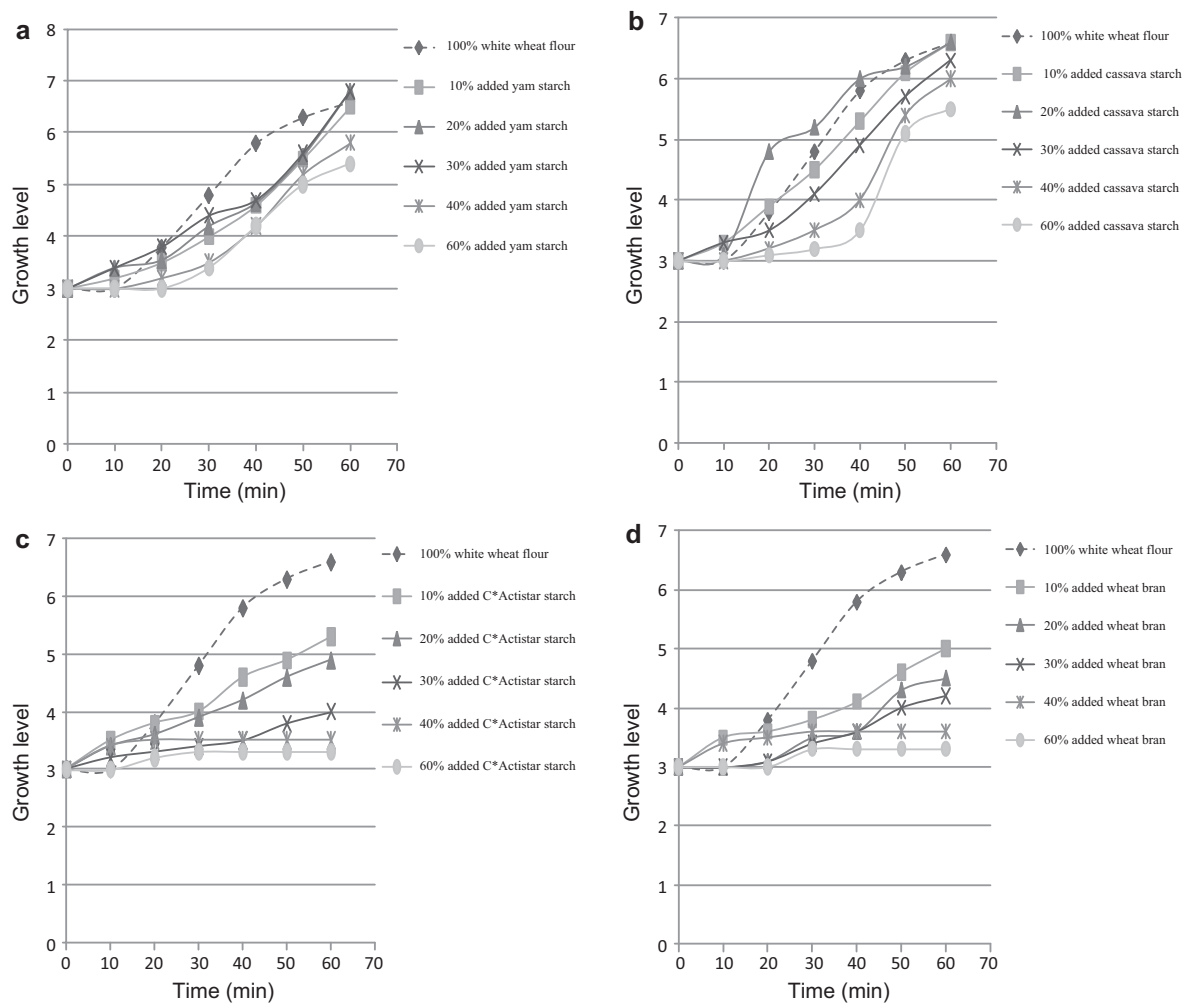 a
8
7
6
5
4
3
2
1
0
Growth level
0 10 20 30 40 50 60 70
Time (min)
100% white wheat flour
10% added yam starch
20% added yam starch
30% added yam starch
40% added yam starch
60% added yam starch
b
7
6
5
4
3
2
1
0
Growth level
0 10 20 30 40 50 60 70
Time (min)
100% white wheat flour
10% added cassava starch
20% added cassava starch
30% added cassava starch
40% added cassava starch
60% added cassava starch
c
7
6
5
4
3
2
1
0
Growth level
0 10 20 30 40 50 60 70
Time (min)
100% white wheat flour
10% added C*Actistar starch
20% added C*Actistar starch
30% added C*Actistar starch
40% added C*Actistar starch
60% added C*Actistar starch
d
7
6
5
4
3
2
1
0
Growth level
0 10 20 30 40 50 60 70
Time (min)
100% white wheat flour
10% added wheat bran
20% added wheat bran
30% added wheat bran
40% added wheat bran
60% added wheat bran